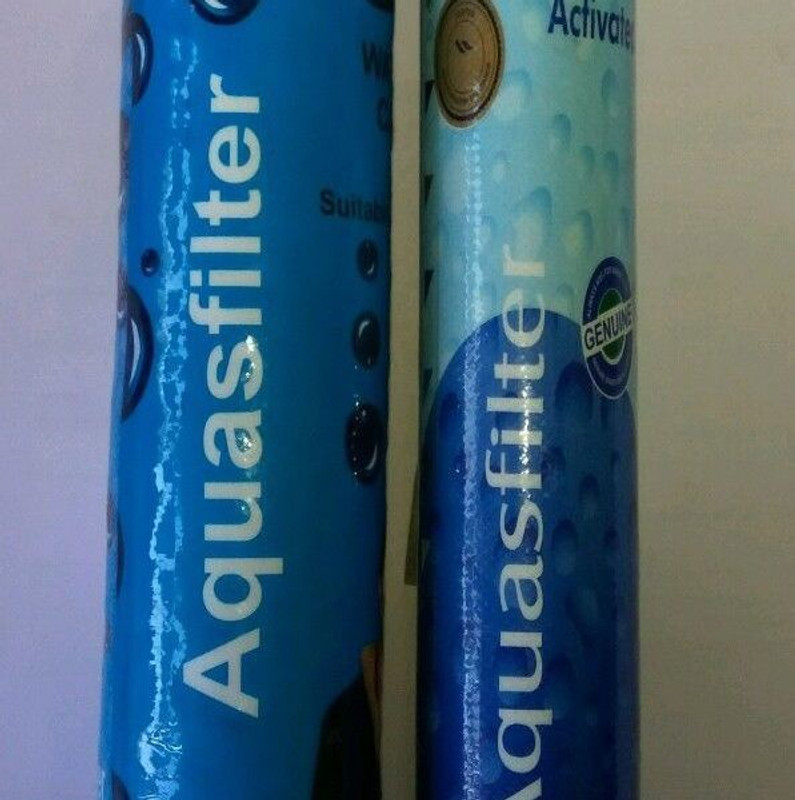 Aquasfilter
Suitab
Activate
GENUINE
Aquasfilter